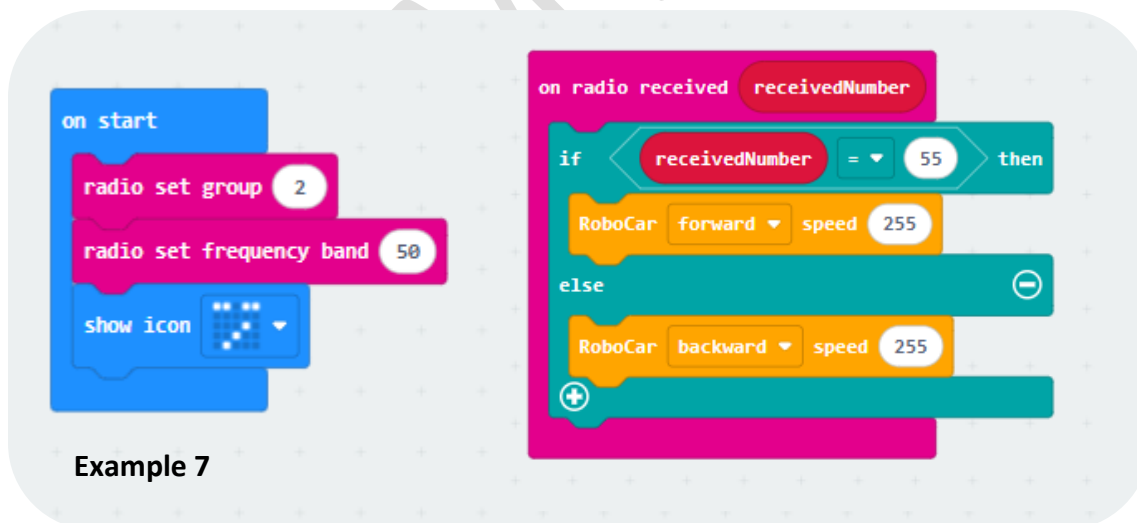 on start
radio set group 2
radio set frequency band 50
show icon
on radio received receivedNumber
if receivedNumber = 55 then
RoboCar forward speed 255
else
RoboCar backward speed 255
Example 7